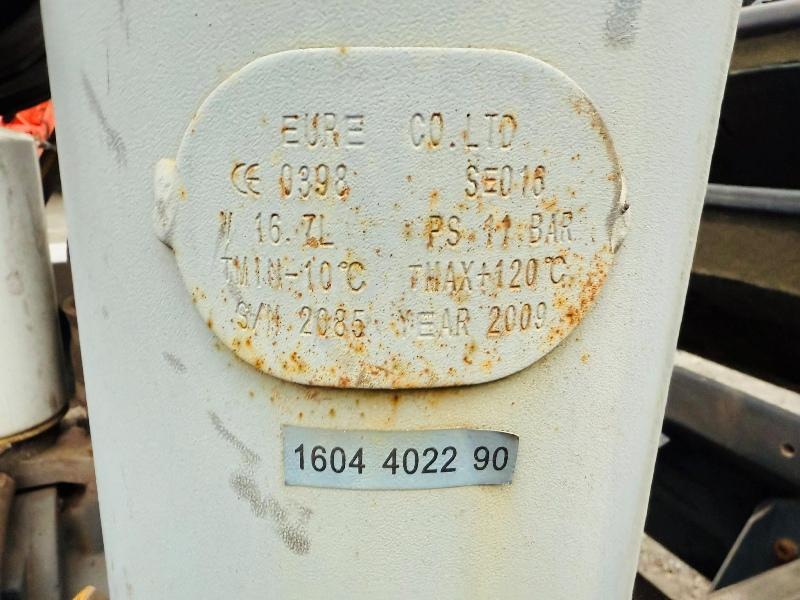 EURE CO.LTD
CE 0398 SE016
V 16.7L PS 11 BAR
TMIN-10°C TMAX+120°C
S/N 2085 YEAR 2009
1604 4022 90